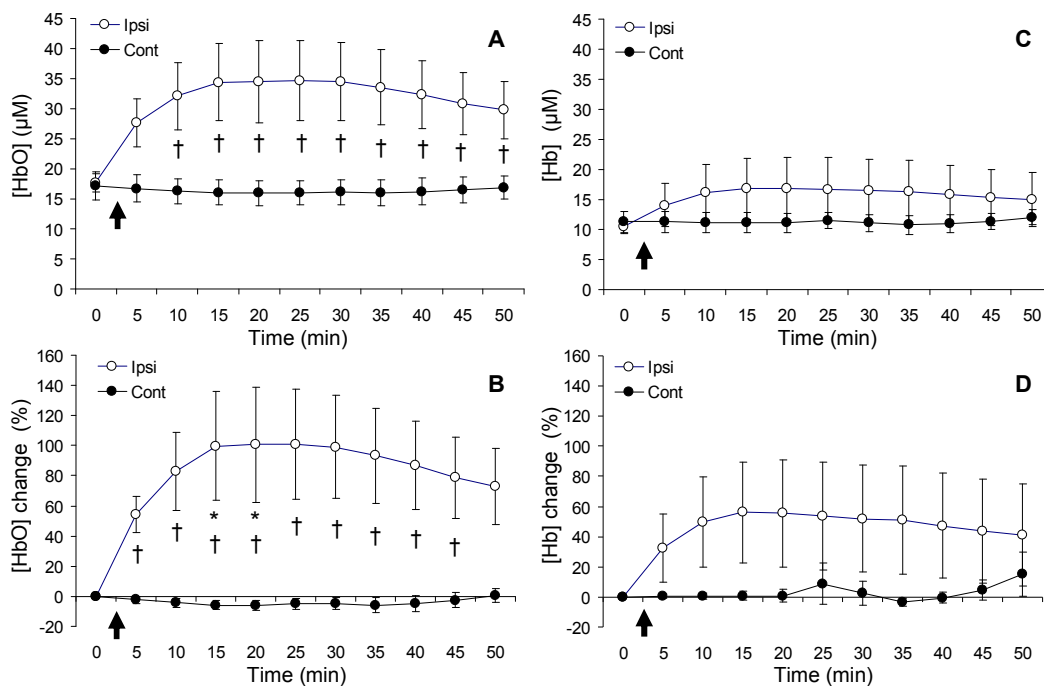 A
Ipsi
Cont
[HbO] (µM)
45
40
35
30
25
20
15
10
5
0
† † † † † † † † †
0 5 10 15 20 25 30 35 40 45 50
Time (min)
C
Ipsi
Cont
[Hb] (µM)
45
40
35
30
25
20
15
10
5
0
0 5 10 15 20 25 30 35 40 45 50
Time (min)
B
Ipsi
Cont
[HbO] change (%)
160
140
120
100
80
60
40
20
0
-20
* *
† † † † † † † † †
0 5 10 15 20 25 30 35 40 45 50
Time (min)
D
Ipsi
Cont
[Hb] change (%)
160
140
120
100
80
60
40
20
0
-20
0 5 10 15 20 25 30 35 40 45 50
Time (min)